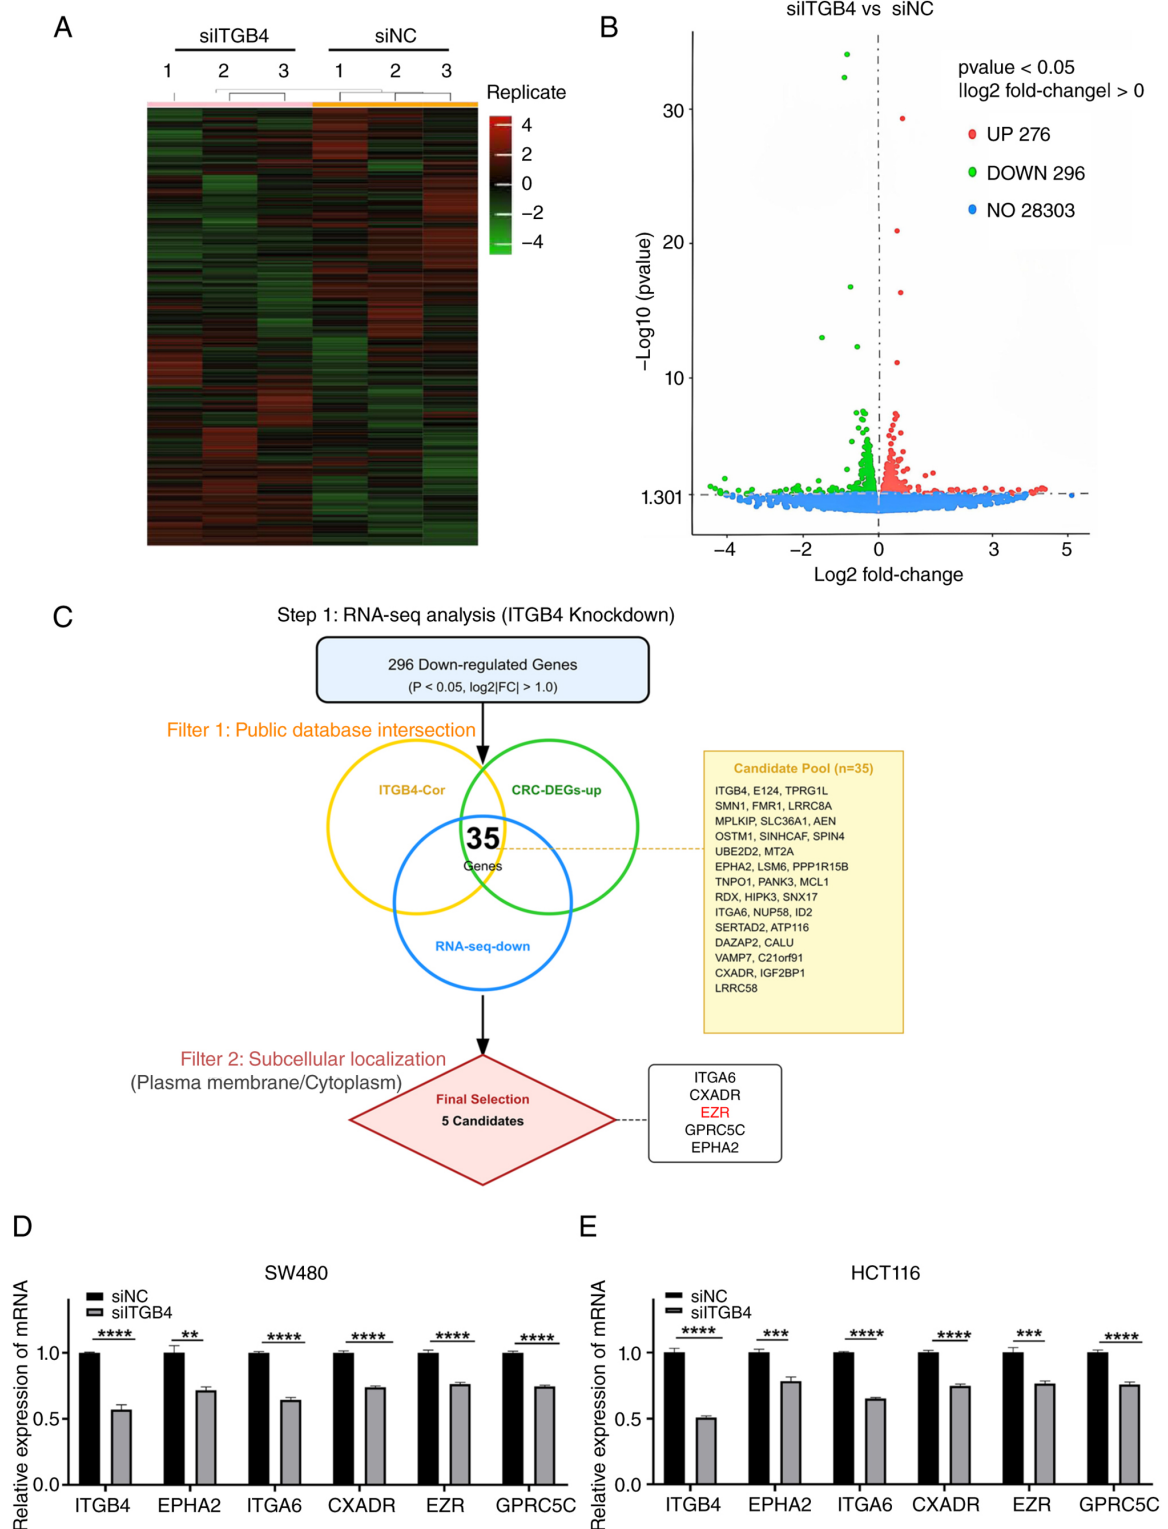 A
siITGB4
siNC
1 2 3 1 2 3
Replicate
4
2
0
−2
−4
B
siITGB4 vs siNC
pvalue < 0.05
|log2 fold-change| > 0
UP 276
DOWN 296
NO 28303
−Log10 (pvalue)
30
20
10
1.301
−4 −2 0 3 5
Log2 fold-change
C
Step 1: RNA-seq analysis (ITGB4 Knockdown)
296 Down-regulated Genes
(P < 0.05, log2|FC| > 1.0)
Filter 1: Public database intersection
ITGB4-Cor
CRC-DEGs-up
35
Genes
RNA-seq-down
Candidate Pool (n=35)
ITGB4, E124, TPRG1L
SMN1, FMR1, LRRC8A
MPLKIP, SLC36A1, AEN
OSTM1, SINHCAF, SPIN4
UBE2D2, MT2A
EPHA2, LSM6, PPP1R15B
TNPO1, PANK3, MCL1
RDX, HIPK3, SNX17
ITGA6, NUP58, ID2
SERTAD2, ATP116
DAZAP2, CALU
VAMP7, C21orf91
CXADR, IGF2BP1
LRRC58
Filter 2: Subcellular localization
(Plasma membrane/Cytoplasm)
Final Selection
5 Candidates
ITGA6
CXADR
EZR
GPRC5C
EPHA2
D
SW480
siNC
siITGB4
Relative expression of mRNA
1.0
0.5
0.0
**** ** **** **** **** ****
ITGB4 EPHA2 ITGA6 CXADR EZR GPRC5C
E
HCT116
siNC
siITGB4
Relative expression of mRNA
1.0
0.5
0.0
**** *** **** **** *** ****
ITGB4 EPHA2 ITGA6 CXADR EZR GPRC5C